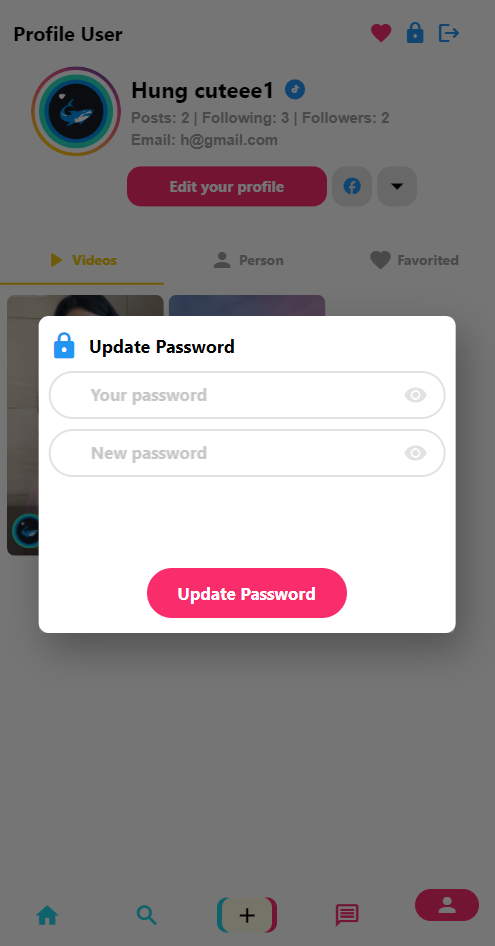 Profile User
Hung cuteee1
Posts: 2 | Following: 3 | Followers: 2
Email: h@gmail.com
Edit your profile
Videos
Person
Favorited
Update Password
Your password
New password
Update Password